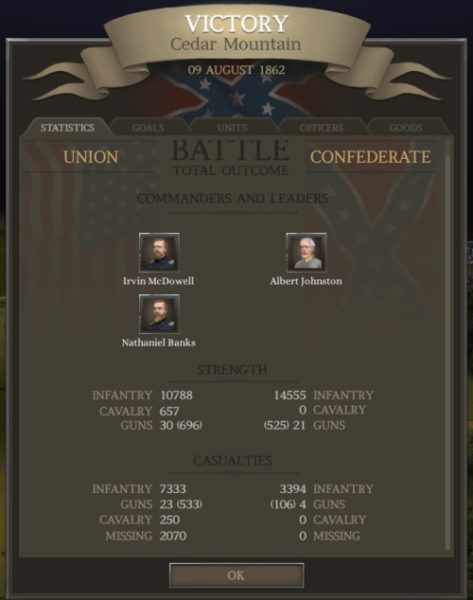 VICTORY
Cedar Mountain
09 AUGUST 1862
STATISTICS GOALS UNITS OFFICERS GOODS
UNION BATTLE CONFEDERATE
TOTAL OUTCOME
COMMANDERS AND LEADERS
Irvin McDowell Albert Johnston
Nathaniel Banks
STRENGTH
INFANTRY 10788 14555 INFANTRY
CAVALRY 657 0 CAVALRY
GUNS 30 (696) (525) 21 GUNS
CASUALTIES
INFANTRY 7333 3394 INFANTRY
GUNS 23 (533) (106) 4 GUNS
CAVALRY 250 0 CAVALRY
MISSING 2070 0 MISSING
OK